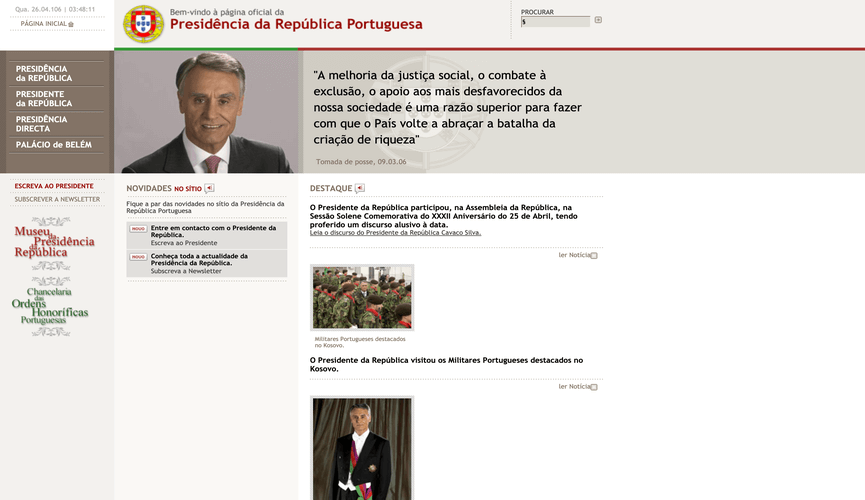 Qua. 26.04.106 | 03:48:11
PÁGINA INICIAL
Bem-vindo à página oficial da
Presidência da República Portuguesa
PROCURAR
PRESIDÊNCIA
da REPÚBLICA
PRESIDENTE
da REPÚBLICA
PRESIDÊNCIA
DIRECTA
PALÁCIO de BELÉM
"A melhoria da justiça social, o combate à
exclusão, o apoio aos mais desfavorecidos da
nossa sociedade é uma razão superior para fazer
com que o País volte a abraçar a batalha da
criação de riqueza"
Tomada de posse, 09.03.06
ESCREVA AO PRESIDENTE
SUBSCREVER A NEWSLETTER
Museu
da Presidência
da República
Chancelaria
das
Ordens
Honoríficas
Portuguesas
NOVIDADES NO SÍTIO
Fique a par das novidades no sítio da Presidência da
República Portuguesa
NOVO Entre em contacto com o Presidente da
República.
Escreva ao Presidente
NOVO Conheça toda a actualidade da
Presidência da República.
Subscreva a Newsletter
DESTAQUE
O Presidente da República participou, na Assembleia da República, na
Sessão Solene Comemorativa do XXXII Aniversário do 25 de Abril, tendo
proferido um discurso alusivo à data.
Leia o discurso do Presidente da República Cavaco Silva.
ler Notícia
Militares Portugueses destacados
no Kosovo.
O Presidente da República visitou os Militares Portugueses destacados no
Kosovo.
ler Notícia